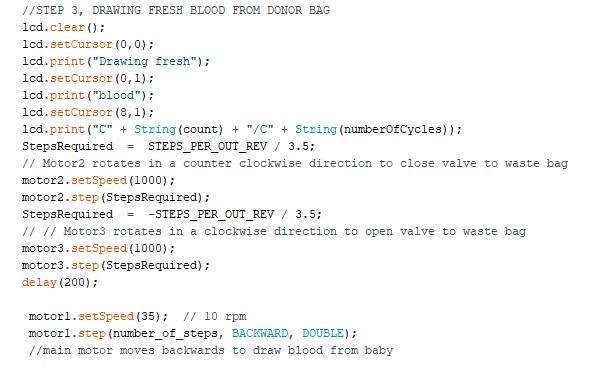 //STEP 3, DRAWING FRESH BLOOD FROM DONOR BAG
lcd.clear();
lcd.setCursor(0,0);
lcd.print("Drawing fresh");
lcd.setCursor(0,1);
lcd.print("blood");
lcd.setCursor(8,1);
lcd.print("C" + String(count) + "/C" + String(numberOfCycles));
StepsRequired  =  STEPS_PER_OUT_REV / 3.5;
// Motor2 rotates in a counter clockwise direction to close valve to waste bag
motor2.setSpeed(1000);
motor2.step(StepsRequired);
StepsRequired  =  -STEPS_PER_OUT_REV / 3.5;
// // Motor3 rotates in a clockwise direction to open valve to waste bag
motor3.setSpeed(1000);
motor3.step(StepsRequired);
delay(200);
motor1.setSpeed(35);  // 10 rpm
motor1.step(number_of_steps, BACKWARD, DOUBLE);
//main motor moves backwards to draw blood from baby